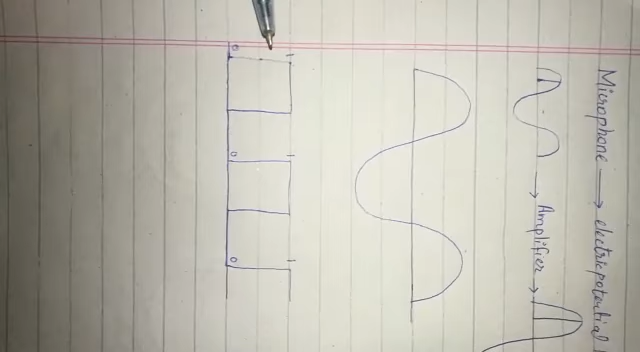 Microphone → electric potential
→ Amplifier →
1 1 1
0 0 0